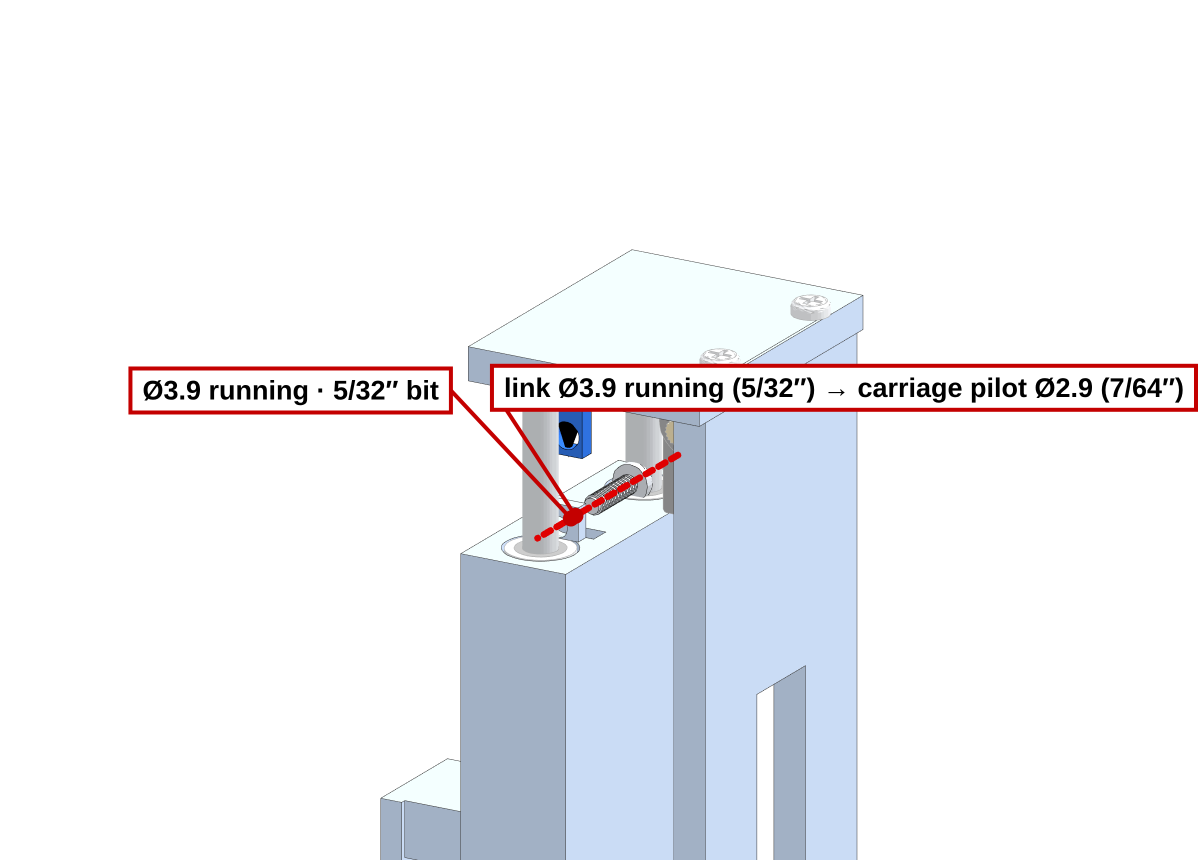 Ø3.9 running · 5/32″ bit
link Ø3.9 running (5/32″) → carriage pilot Ø2.9 (7/64″)